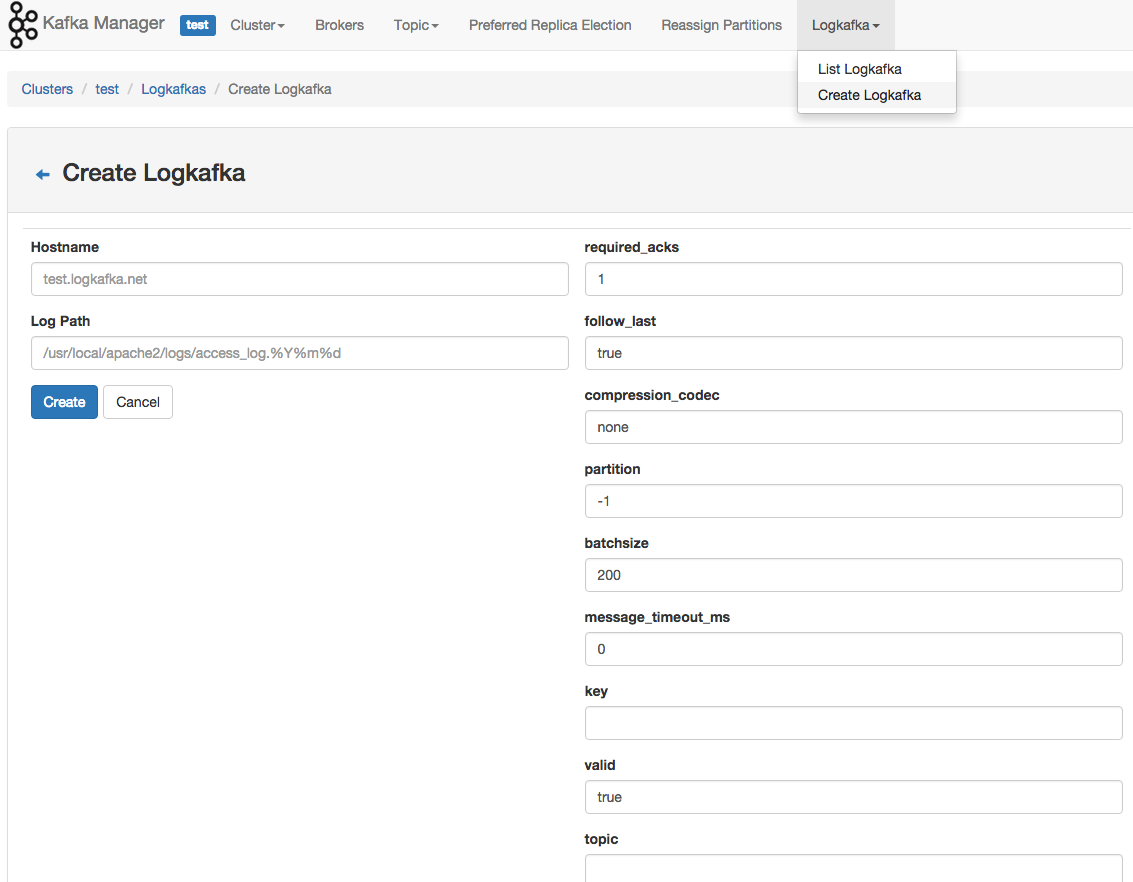 Kafka Manager test Cluster Brokers Topic Preferred Replica Election Reassign Partitions Logkafka
List Logkafka
Create Logkafka
Clusters / test / Logkafkas / Create Logkafka
Create Logkafka
Hostname
test.logkafka.net
Log Path
/usr/local/apache2/logs/access_log.%Y%m%d
Create Cancel
required_acks
1
follow_last
true
compression_codec
none
partition
-1
batchsize
200
message_timeout_ms
0
key
valid
true
topic